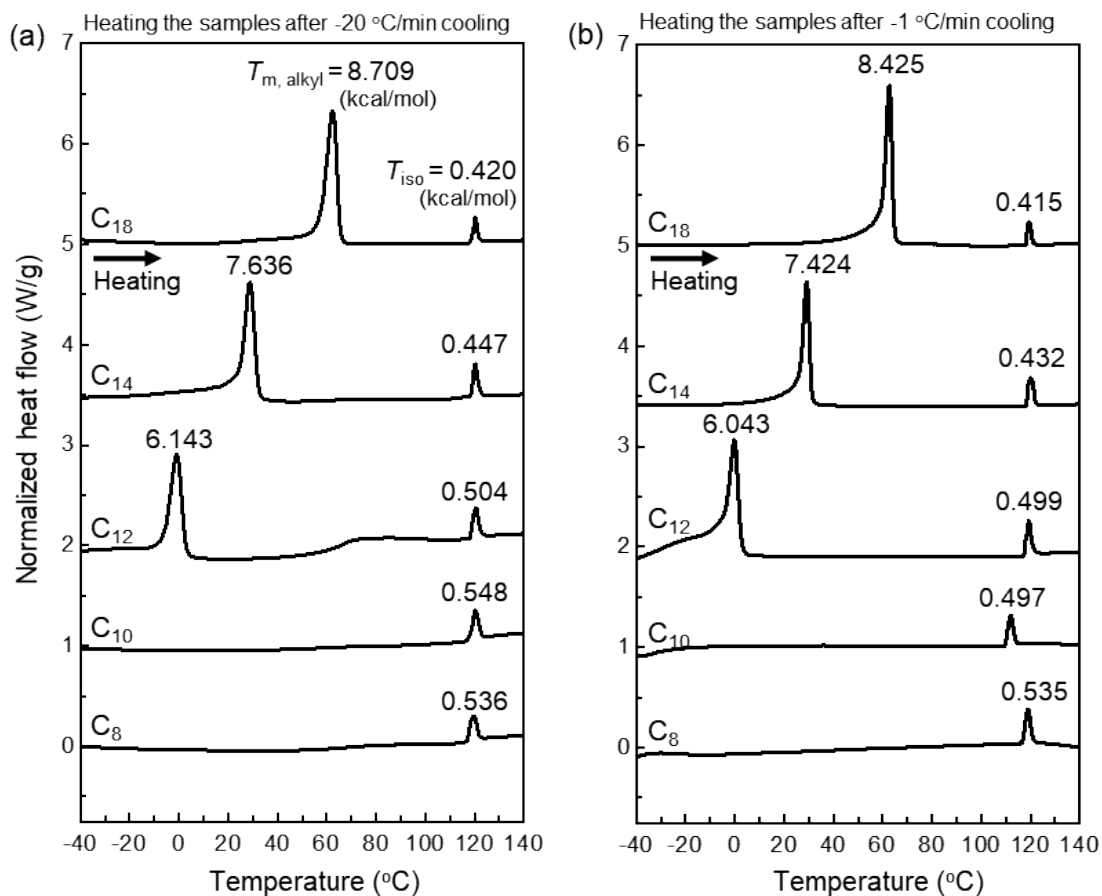 (a) Heating the samples after -20 °C/min cooling
7
6
5
4
3
2
1
0
Normalized heat flow (W/g)
T m, alkyl = 8.709
(kcal/mol)
T iso = 0.420
(kcal/mol)
C18
Heating
7.636
0.447
C14
6.143
0.504
C12
0.548
C10
0.536
C8
-40 -20 0 20 40 60 80 100 120 140
Temperature (°C)
(b) Heating the samples after -1 °C/min cooling
7
6
5
4
3
2
1
0
8.425
0.415
C18
Heating
7.424
0.432
C14
6.043
0.499
C12
0.497
C10
0.535
C8
-40 -20 0 20 40 60 80 100 120 140
Temperature (°C)